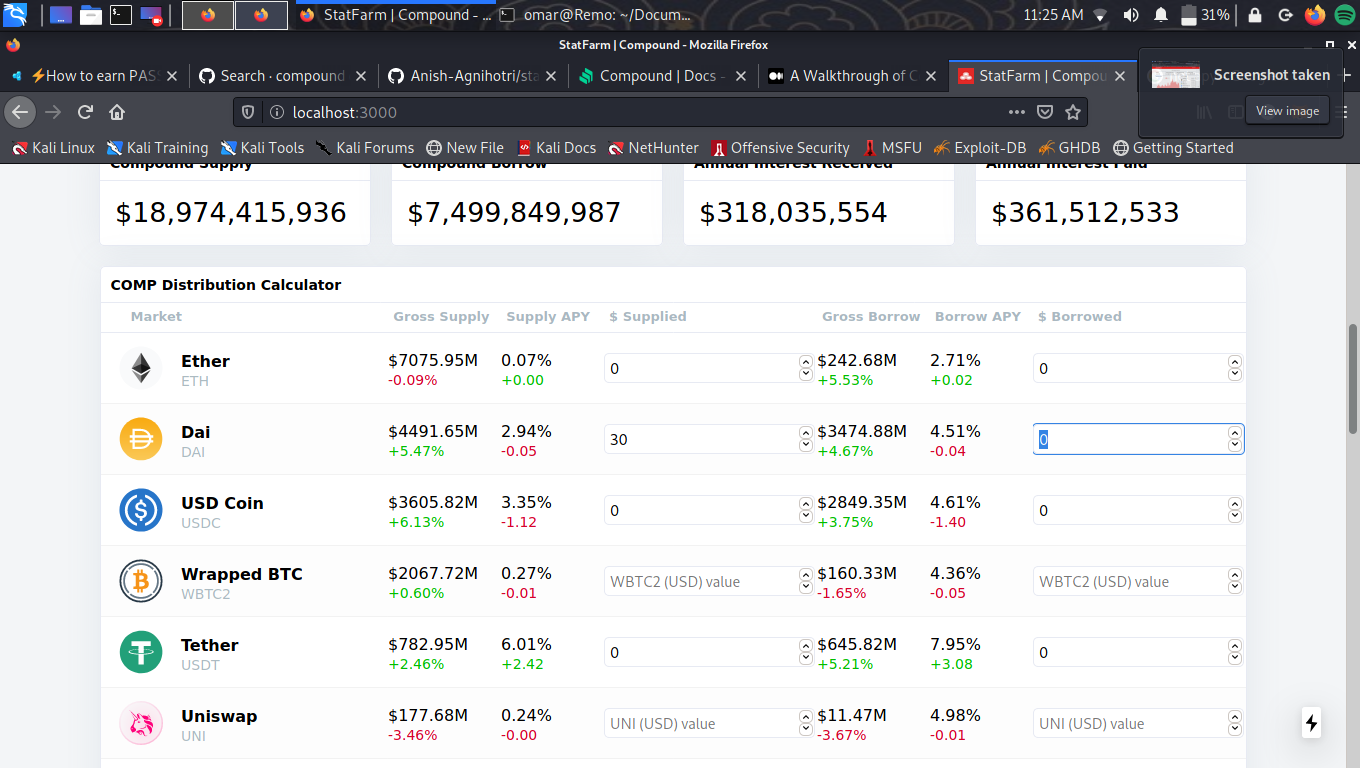 StatFarm | Compound - ... omar@Remo: ~/Docum... 11:25 AM 31%
StatFarm | Compound - Mozilla Firefox
⚡How to earn PAS Search · compound Anish-Agnihotri/sta Compound | Docs - A Walkthrough of C StatFarm | Compou Screenshot taken
localhost:3000 View image
Kali Linux Kali Training Kali Tools Kali Forums New File Kali Docs NetHunter Offensive Security MSFU Exploit-DB GHDB Getting Started
Compound Supply Compound Borrow Annual Interest Received Annual Interest Paid
$18,974,415,936 $7,499,849,987 $318,035,554 $361,512,533
COMP Distribution Calculator
Market Gross Supply Supply APY $ Supplied Gross Borrow Borrow APY $ Borrowed
Ether $7075.95M 0.07% 0 $242.68M 2.71% 0
ETH -0.09% +0.00 +5.53% +0.02
Dai $4491.65M 2.94% 30 $3474.88M 4.51% 0
DAI +5.47% -0.05 +4.67% -0.04
USD Coin $3605.82M 3.35% 0 $2849.35M 4.61% 0
USDC +6.13% -1.12 +3.75% -1.40
Wrapped BTC $2067.72M 0.27% WBTC2 (USD) value $160.33M 4.36% WBTC2 (USD) value
WBTC2 +0.60% -0.01 -1.65% -0.05
Tether $782.95M 6.01% 0 $645.82M 7.95% 0
USDT +2.46% +2.42 +5.21% +3.08
Uniswap $177.68M 0.24% UNI (USD) value $11.47M 4.98% UNI (USD) value
UNI -3.46% -0.00 -3.67% -0.01